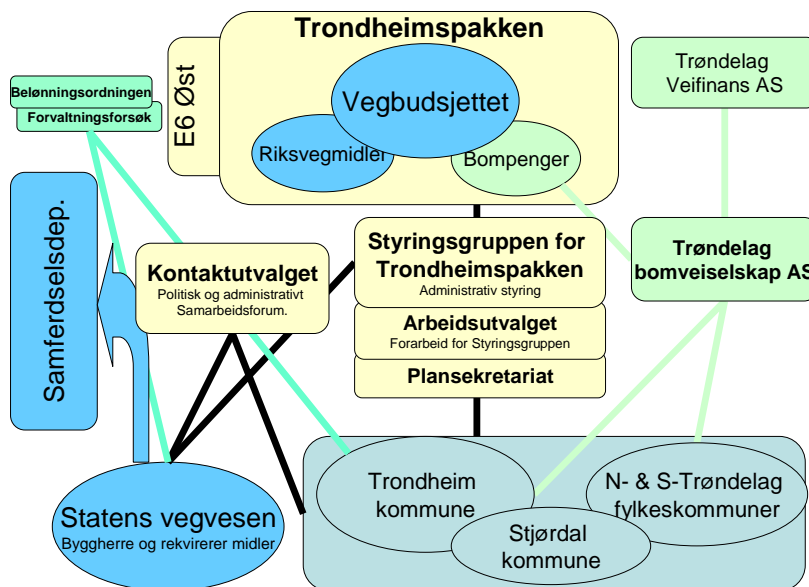 Trondheimspakken
E6 Øst
Vegbudsjettet
Riksvegmidler
Bompenger
Trøndelag
Veifinans AS
Belønningsordningen
Forvaltningsforsøk
Samferdselsdep.
Kontaktutvalget
Politisk og administrativt
Samarbeidsforum.
Styringsgruppen for
Trondheimspakken
Administrativ styring
Arbeidsutvalget
Forarbeid for Styringsgruppen
Plansekretariat
Trøndelag
bomveiselskap AS
Statens vegvesen
Byggherre og rekvirerer midler
Trondheim
kommune
Stjørdal
kommune
N- & S-Trøndelag
fylkeskommuner